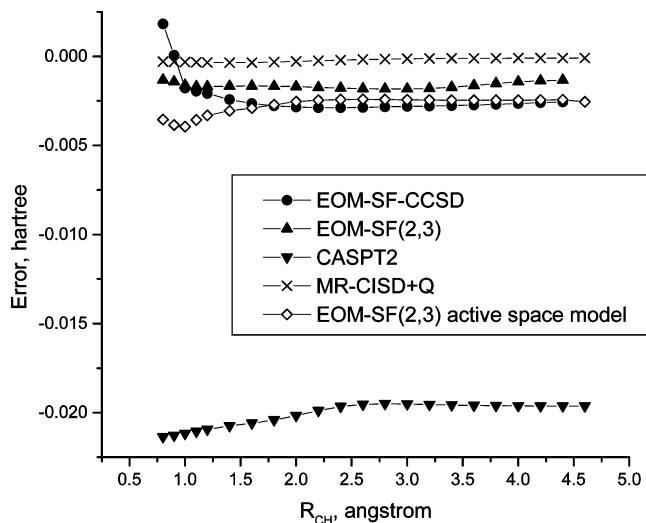 0.000
-0.005
-0.010
-0.015
-0.020
Error, hartree
EOM-SF-CCSD
EOM-SF(2,3)
CASPT2
MR-CISD+Q
EOM-SF(2,3) active space model
0.5 1.0 1.5 2.0 2.5 3.0 3.5 4.0 4.5 5.0
R_CH, angstrom